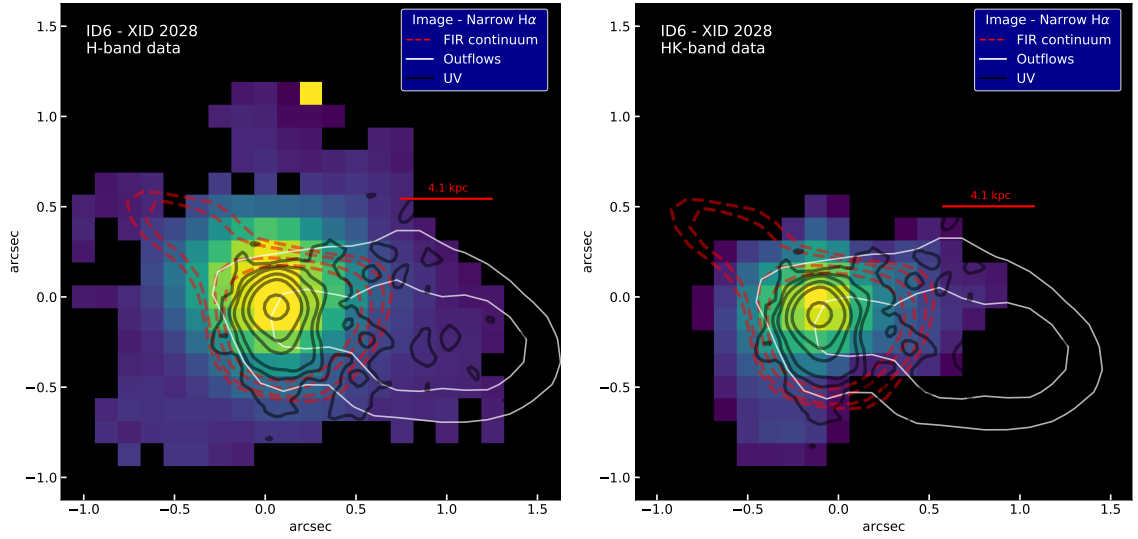 ID6 - XID 2028
H-band data
Image - Narrow Hα
FIR continuum
Outflows
UV
4.1 kpc
1.5
1.0
0.5
0.0
−0.5
−1.0
arcsec
−1.0 −0.5 0.0 0.5 1.0 1.5
arcsec
ID6 - XID 2028
HK-band data
Image - Narrow Hα
FIR continuum
Outflows
UV
4.1 kpc
1.5
1.0
0.5
0.0
−0.5
−1.0
arcsec
−1.0 −0.5 0.0 0.5 1.0 1.5
arcsec